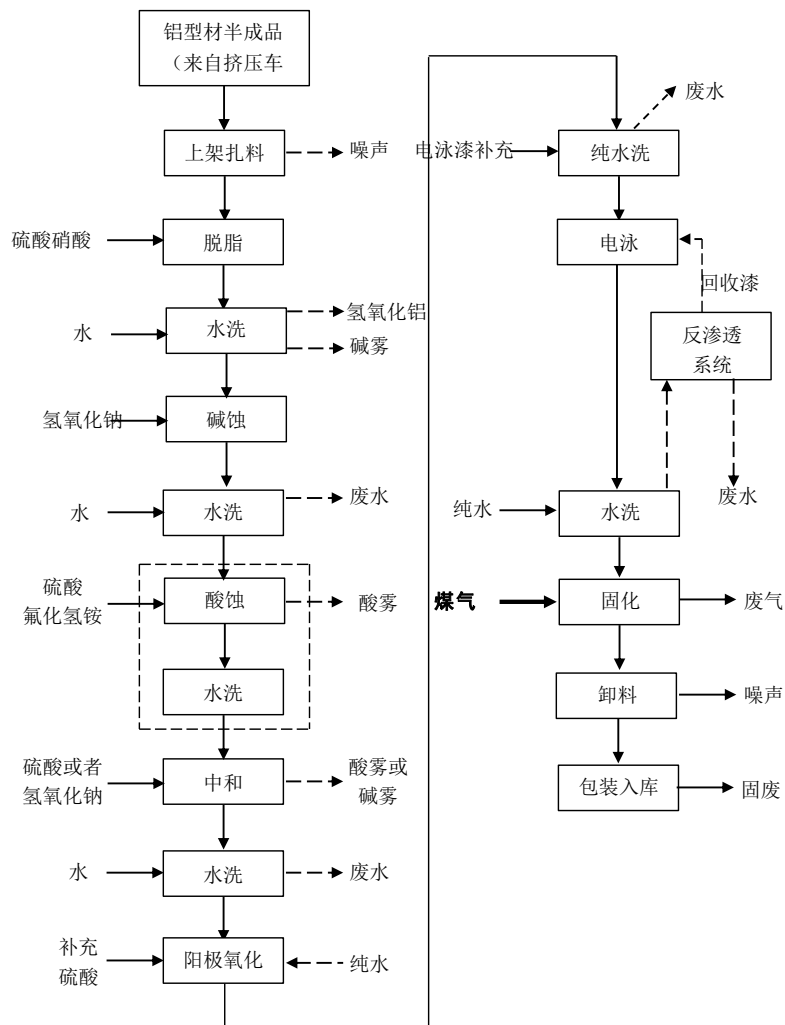 铝型材半成品
（来自挤压车
上架扎料
噪声
硫酸硝酸
脱脂
水
水洗
氢氧化铝
碱雾
氢氧化钠
碱蚀
水
水洗
废水
硫酸
氟化氢铵
酸蚀
酸雾
水洗
硫酸或者
氢氧化钠
中和
酸雾或
碱雾
水
水洗
废水
补充
硫酸
阳极氧化
纯水
废水
电泳漆补充
纯水洗
电泳
回收漆
反渗透
系统
纯水
水洗
废水
煤气
固化
废气
卸料
噪声
包装入库
固废